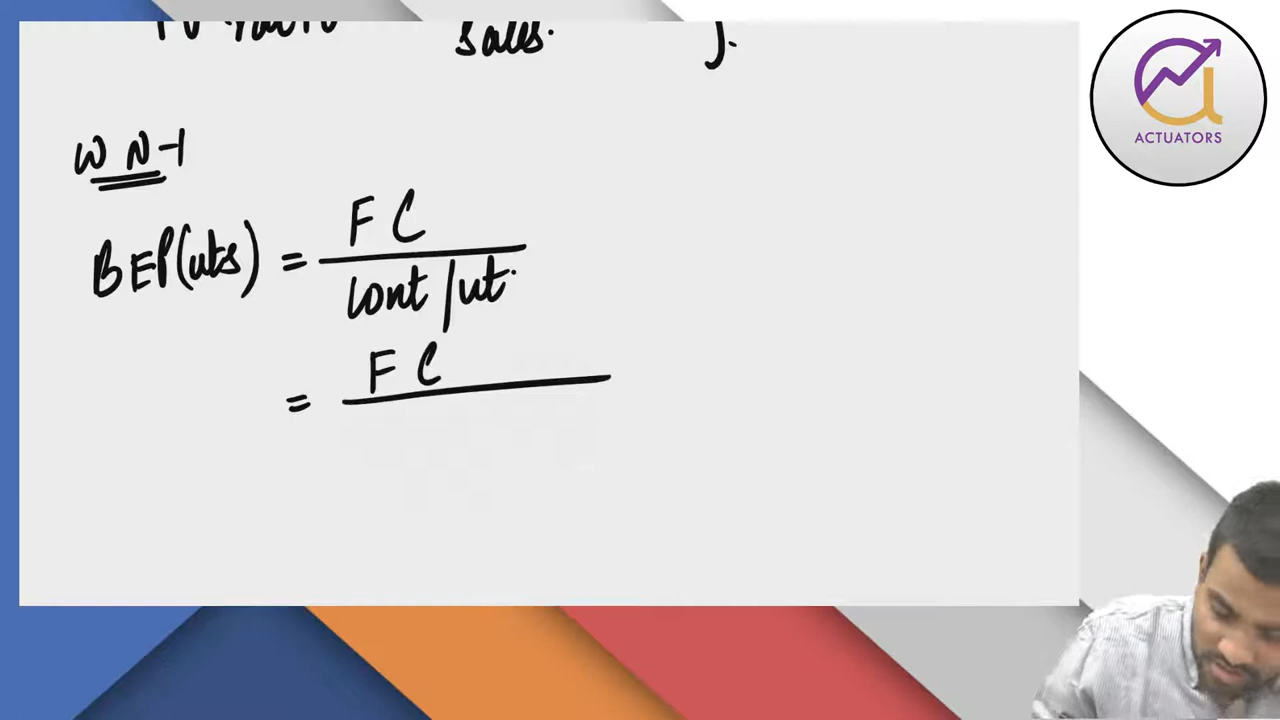 sales.
W N-1
BEP(uts) = FC
Cont/ut.
= FC
ACTUATORS